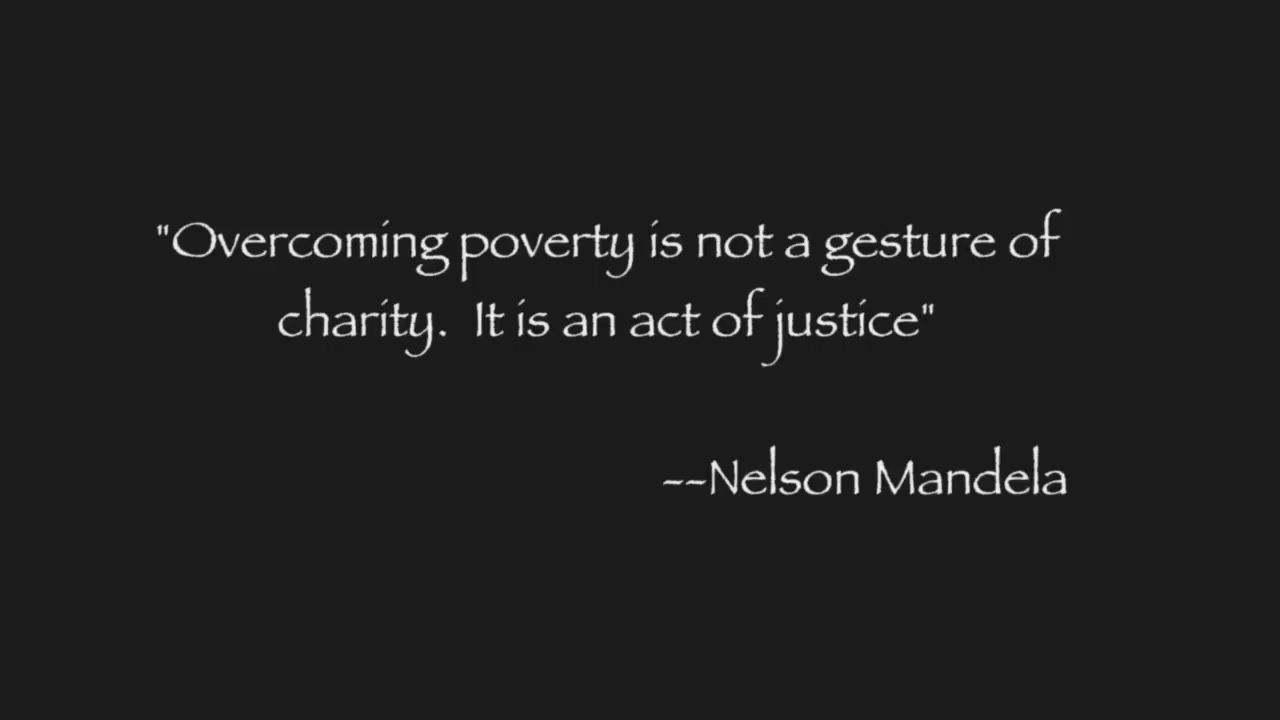 "Overcoming poverty is not a gesture of
charity.  It is an act of justice"
--Nelson Mandela